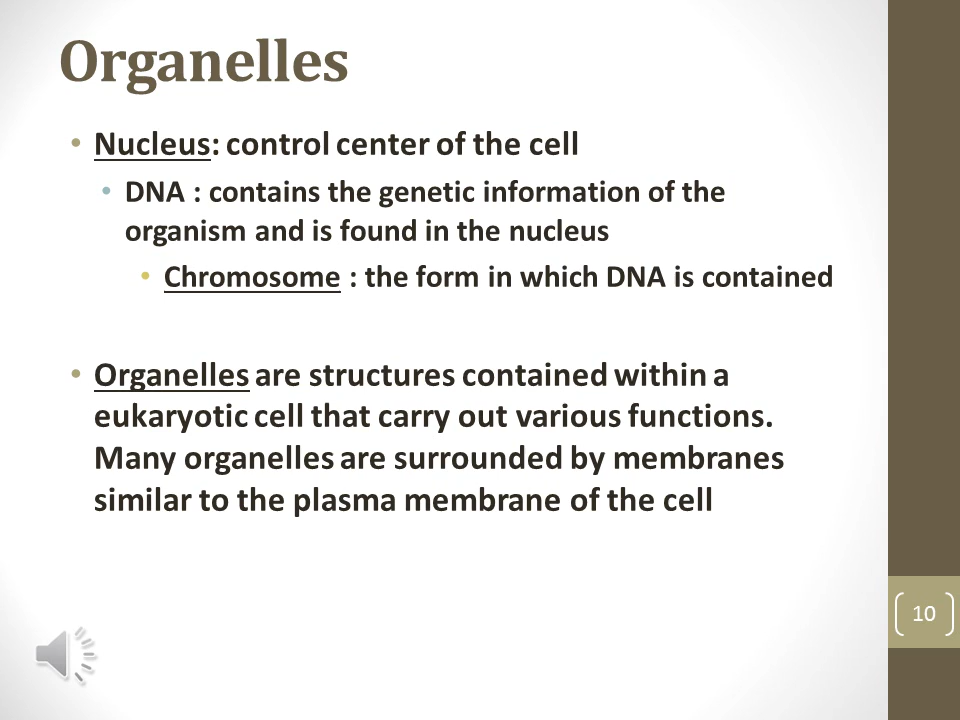 Organelles
• Nucleus: control center of the cell
• DNA : contains the genetic information of the
organism and is found in the nucleus
• Chromosome : the form in which DNA is contained
• Organelles are structures contained within a
eukaryotic cell that carry out various functions.
Many organelles are surrounded by membranes
similar to the plasma membrane of the cell
10